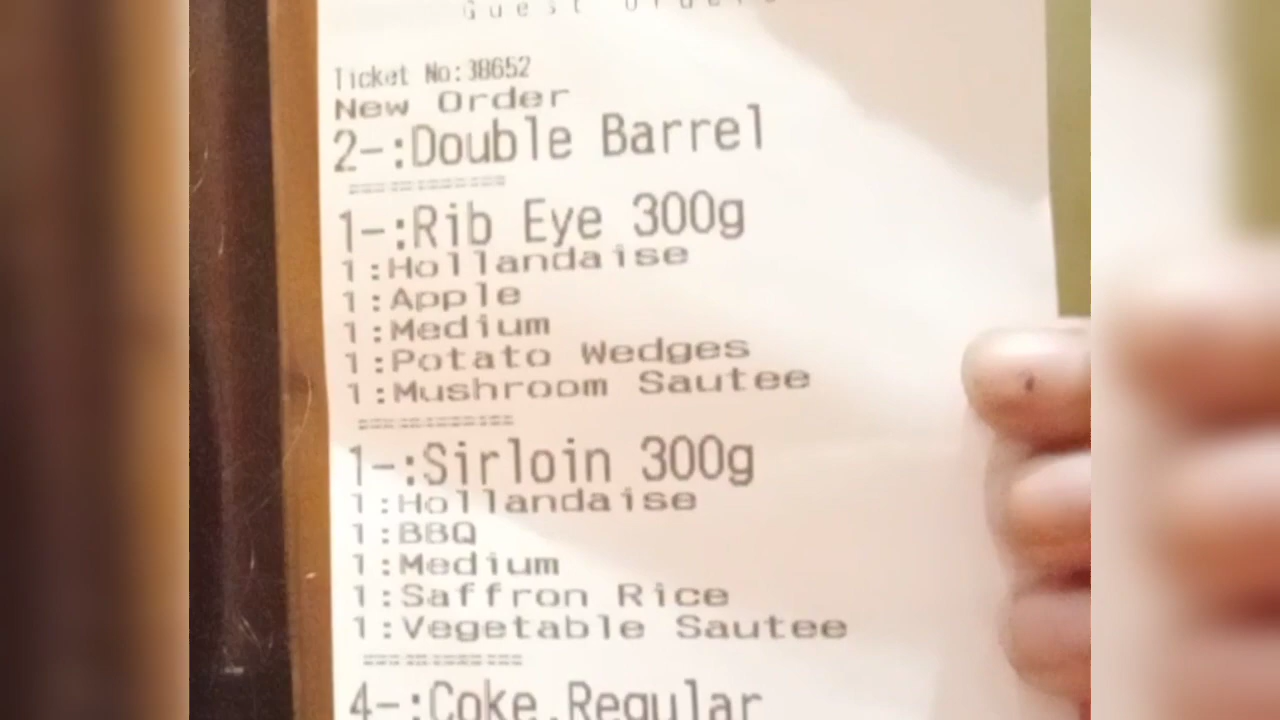 Guest Orders
Ticket No:38652
New Order
2-:Double Barrel
===========
1-:Rib Eye 300g
1:Hollandaise
1:Apple
1:Medium
1:Potato Wedges
1:Mushroom Sautee
===========
1-:Sirloin 300g
1:Hollandaise
1:BBQ
1:Medium
1:Saffron Rice
1:Vegetable Sautee
===========
4-:Coke.Regular